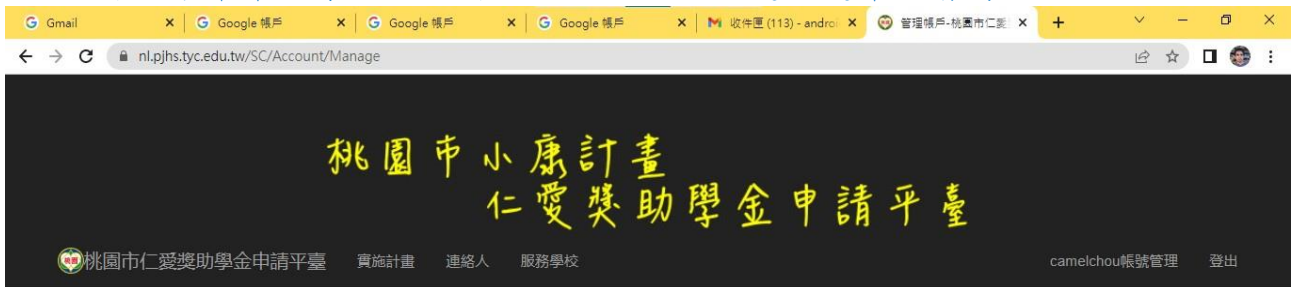 Gmail
Google 帳戶
Google 帳戶
Google 帳戶
收件匣 (113) - androi
管理帳戶-桃園市仁愛
nl.pjhs.tyc.edu.tw/SC/Account/Manage
桃園市小康計畫
仁愛獎助學金申請平臺
桃園市仁愛獎助學金申請平臺 實施計畫 連絡人 服務學校 camelchou帳號管理 登出